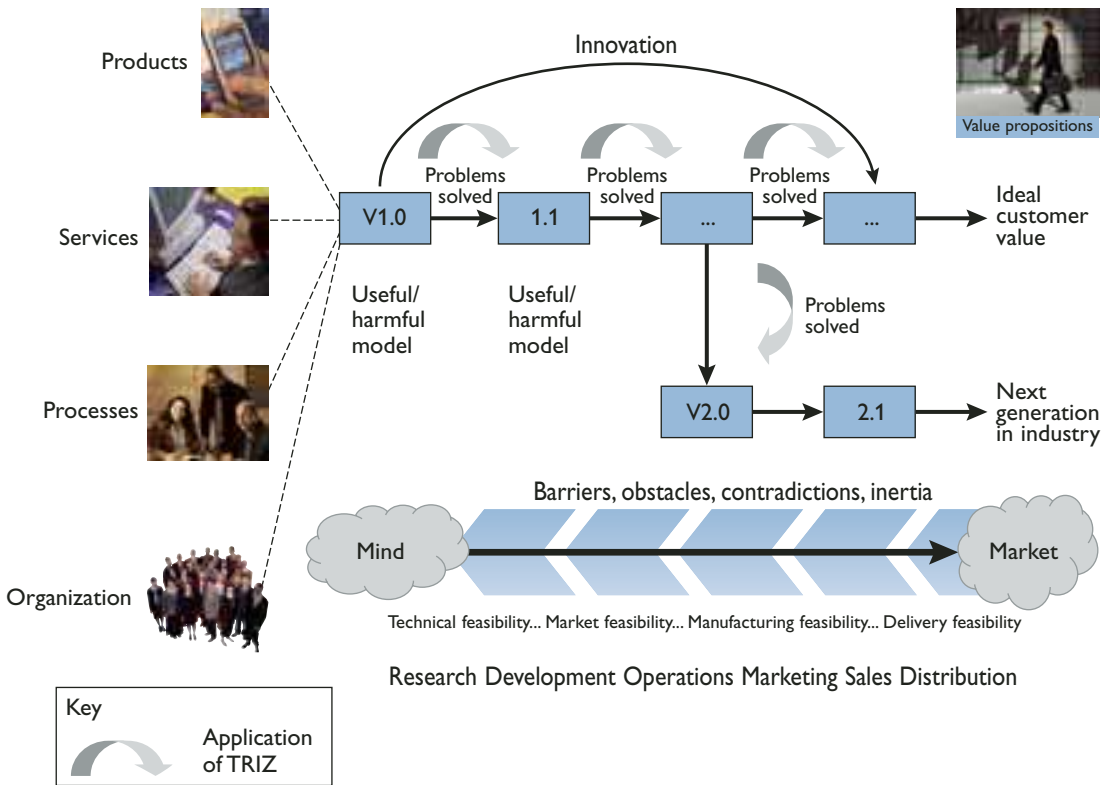 Products
Services
Processes
Organization
Innovation
Value propositions
Problems
solved
Problems
solved
Problems
solved
V1.0
1.1
...
...
Ideal
customer
value
Useful/
harmful
model
Useful/
harmful
model
Problems
solved
V2.0
2.1
Next
generation
in industry
Barriers, obstacles, contradictions, inertia
Mind
Market
Technical feasibility... Market feasibility... Manufacturing feasibility... Delivery feasibility
Research Development Operations Marketing Sales Distribution
Key
Application
of TRIZ